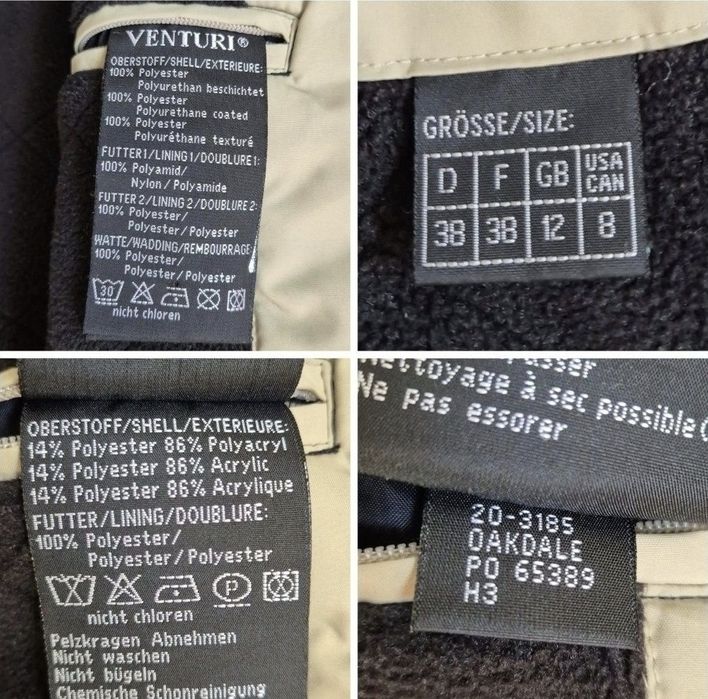 VENTURI®
OBERSTOFF/SHELL/EXTERIEURE:
100% Polyester
Polyurethan beschichtet
100% Polyester
Polyurethane coated
100% Polyester
Polyuréthane texturé
FUTTER1/LINING1/DOUBLURE1:
100% Polyamid/
Nylon/Polyamide
FUTTER2/LINING2/DOUBLURE2:
100% Polyester/
Polyester/Polyester
WATTE/WADDING/REMBOURRAGE:
100% Polyester/
Polyester/Polyester
30
nicht chloren
GRÖSSE/SIZE:
D F GB USA CAN
38 38 12 8
OBERSTOFF/SHELL/EXTERIEURE:
14% Polyester 86% Polyacryl
14% Polyester 86% Acrylic
14% Polyester 86% Acrylique
FUTTER/LINING/DOUBLURE:
100% Polyester/
Polyester/Polyester
P
nicht chloren
Pelzkragen Abnehmen
Nicht waschen
Nicht bügeln
Chemische Schonreinigung
Nettoyage à sec possible
Ne pas essorer
20-3185
OAKDALE
PO 65389
H3